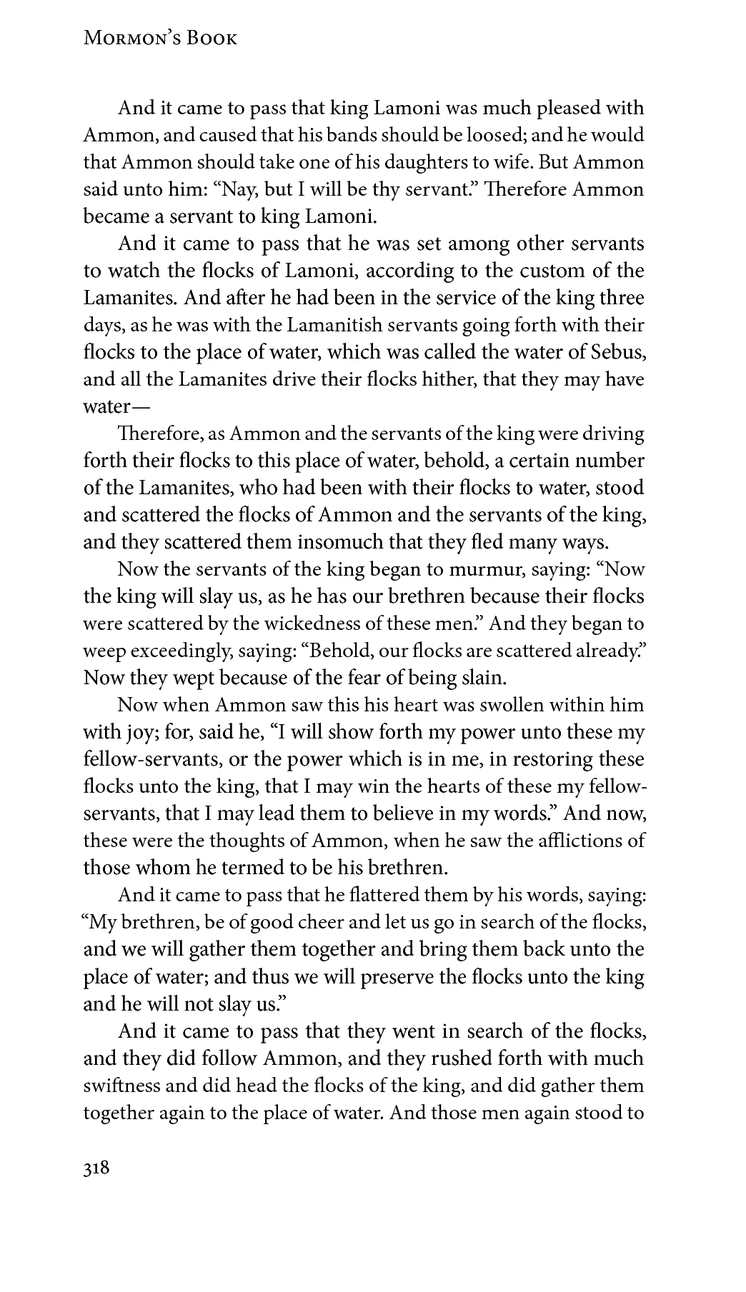 Mormon’s Book
And it came to pass that king Lamoni was much pleased with
Ammon, and caused that his bands should be loosed; and he would
that Ammon should take one of his daughters to wife. But Ammon
said unto him: “Nay, but I will be thy servant.” Therefore Ammon
became a servant to king Lamoni.
And it came to pass that he was set among other servants
to watch the flocks of Lamoni, according to the custom of the
Lamanites. And after he had been in the service of the king three
days, as he was with the Lamanitish servants going forth with their
flocks to the place of water, which was called the water of Sebus,
and all the Lamanites drive their flocks hither, that they may have
water—
Therefore, as Ammon and the servants of the king were driving
forth their flocks to this place of water, behold, a certain number
of the Lamanites, who had been with their flocks to water, stood
and scattered the flocks of Ammon and the servants of the king,
and they scattered them insomuch that they fled many ways.
Now the servants of the king began to murmur, saying: “Now
the king will slay us, as he has our brethren because their flocks
were scattered by the wickedness of these men.” And they began to
weep exceedingly, saying: “Behold, our flocks are scattered already.”
Now they wept because of the fear of being slain.
Now when Ammon saw this his heart was swollen within him
with joy; for, said he, “I will show forth my power unto these my
fellow-servants, or the power which is in me, in restoring these
flocks unto the king, that I may win the hearts of these my fellow-
servants, that I may lead them to believe in my words.” And now,
these were the thoughts of Ammon, when he saw the afflictions of
those whom he termed to be his brethren.
And it came to pass that he flattered them by his words, saying:
“My brethren, be of good cheer and let us go in search of the flocks,
and we will gather them together and bring them back unto the
place of water; and thus we will preserve the flocks unto the king
and he will not slay us.”
And it came to pass that they went in search of the flocks,
and they did follow Ammon, and they rushed forth with much
swiftness and did head the flocks of the king, and did gather them
together again to the place of water. And those men again stood to
318